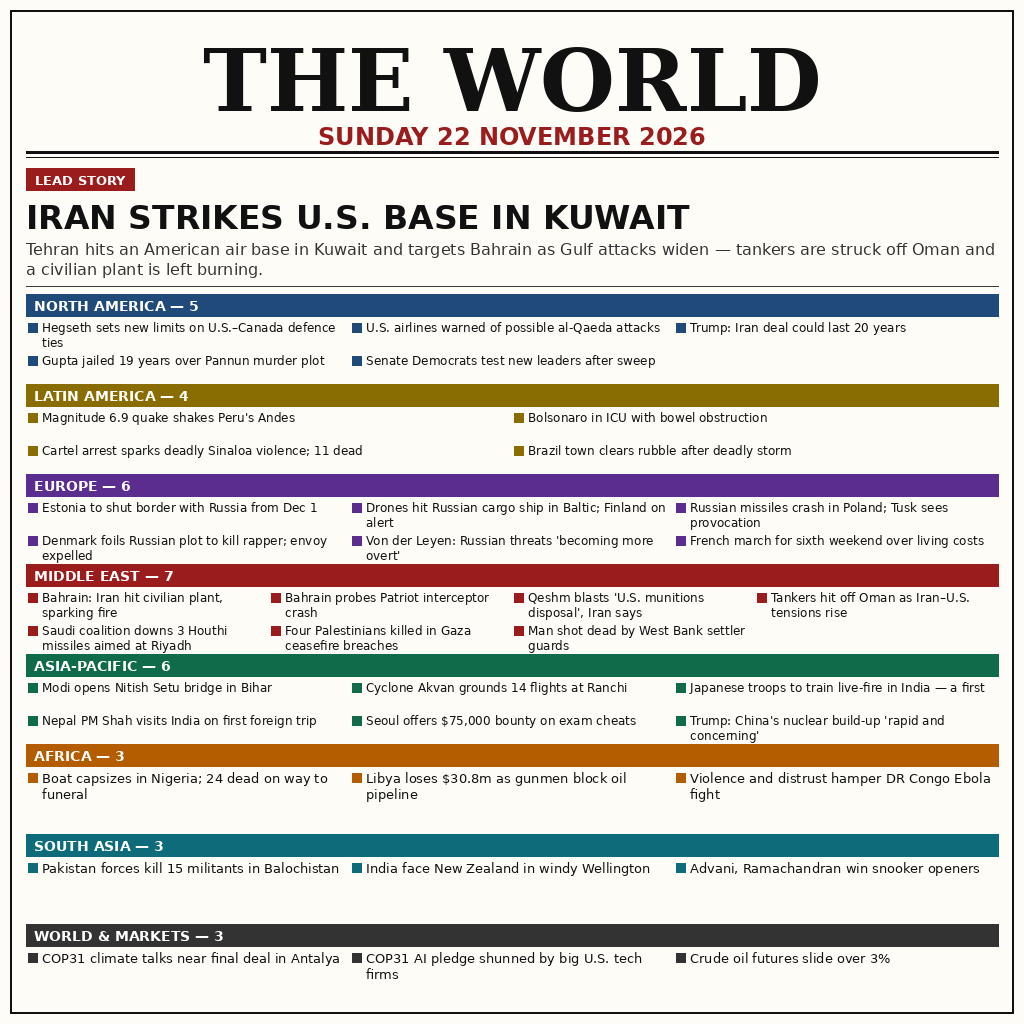 THE WORLD
SUNDAY 22 NOVEMBER 2026
LEAD STORY
IRAN STRIKES U.S. BASE IN KUWAIT
Tehran hits an American air base in Kuwait and targets Bahrain as Gulf attacks widen — tankers are struck off Oman and
a civilian plant is left burning.
NORTH AMERICA — 5
Hegseth sets new limits on U.S.–Canada defence
ties
U.S. airlines warned of possible al-Qaeda attacks
Trump: Iran deal could last 20 years
Gupta jailed 19 years over Pannun murder plot
Senate Democrats test new leaders after sweep
LATIN AMERICA — 4
Magnitude 6.9 quake shakes Peru's Andes
Bolsonaro in ICU with bowel obstruction
Cartel arrest sparks deadly Sinaloa violence; 11 dead
Brazil town clears rubble after deadly storm
EUROPE — 6
Estonia to shut border with Russia from Dec 1
Drones hit Russian cargo ship in Baltic; Finland on
alert
Russian missiles crash in Poland; Tusk sees
provocation
Denmark foils Russian plot to kill rapper; envoy
expelled
Von der Leyen: Russian threats 'becoming more
overt'
French march for sixth weekend over living costs
MIDDLE EAST — 7
Bahrain: Iran hit civilian plant,
sparking fire
Bahrain probes Patriot interceptor
crash
Qeshm blasts 'U.S. munitions
disposal', Iran says
Tankers hit off Oman as Iran–U.S.
tensions rise
Saudi coalition downs 3 Houthi
missiles aimed at Riyadh
Four Palestinians killed in Gaza
ceasefire breaches
Man shot dead by West Bank settler
guards
ASIA-PACIFIC — 6
Modi opens Nitish Setu bridge in Bihar
Cyclone Akvan grounds 14 flights at Ranchi
Japanese troops to train live-fire in India — a first
Nepal PM Shah visits India on first foreign trip
Seoul offers $75,000 bounty on exam cheats
Trump: China's nuclear build-up 'rapid and
concerning'
AFRICA — 3
Boat capsizes in Nigeria; 24 dead on way to
funeral
Libya loses $30.8m as gunmen block oil
pipeline
Violence and distrust hamper DR Congo Ebola
fight
SOUTH ASIA — 3
Pakistan forces kill 15 militants in Balochistan
India face New Zealand in windy Wellington
Advani, Ramachandran win snooker openers
WORLD & MARKETS — 3
COP31 climate talks near final deal in Antalya
COP31 AI pledge shunned by big U.S. tech
firms
Crude oil futures slide over 3%